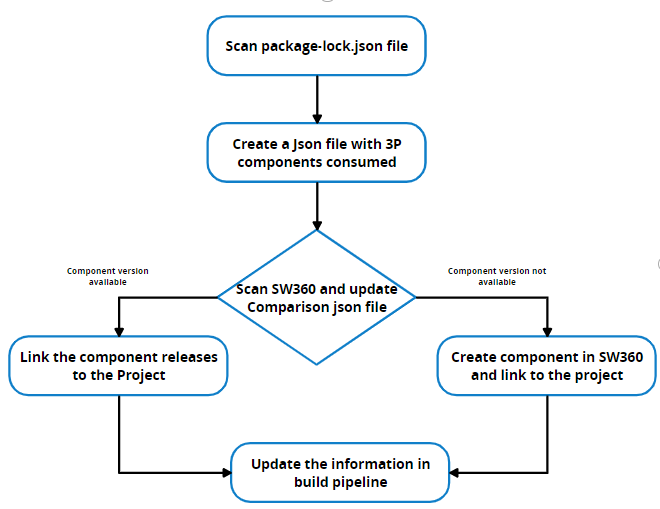 Scan package-lock.json file
Create a Json file with 3P
components consumed
Component version
available
Component version not
available
Scan SW360 and update
Comparison json file
Link the component releases
to the Project
Create component in SW360
and link to the project
Update the information in
build pipeline